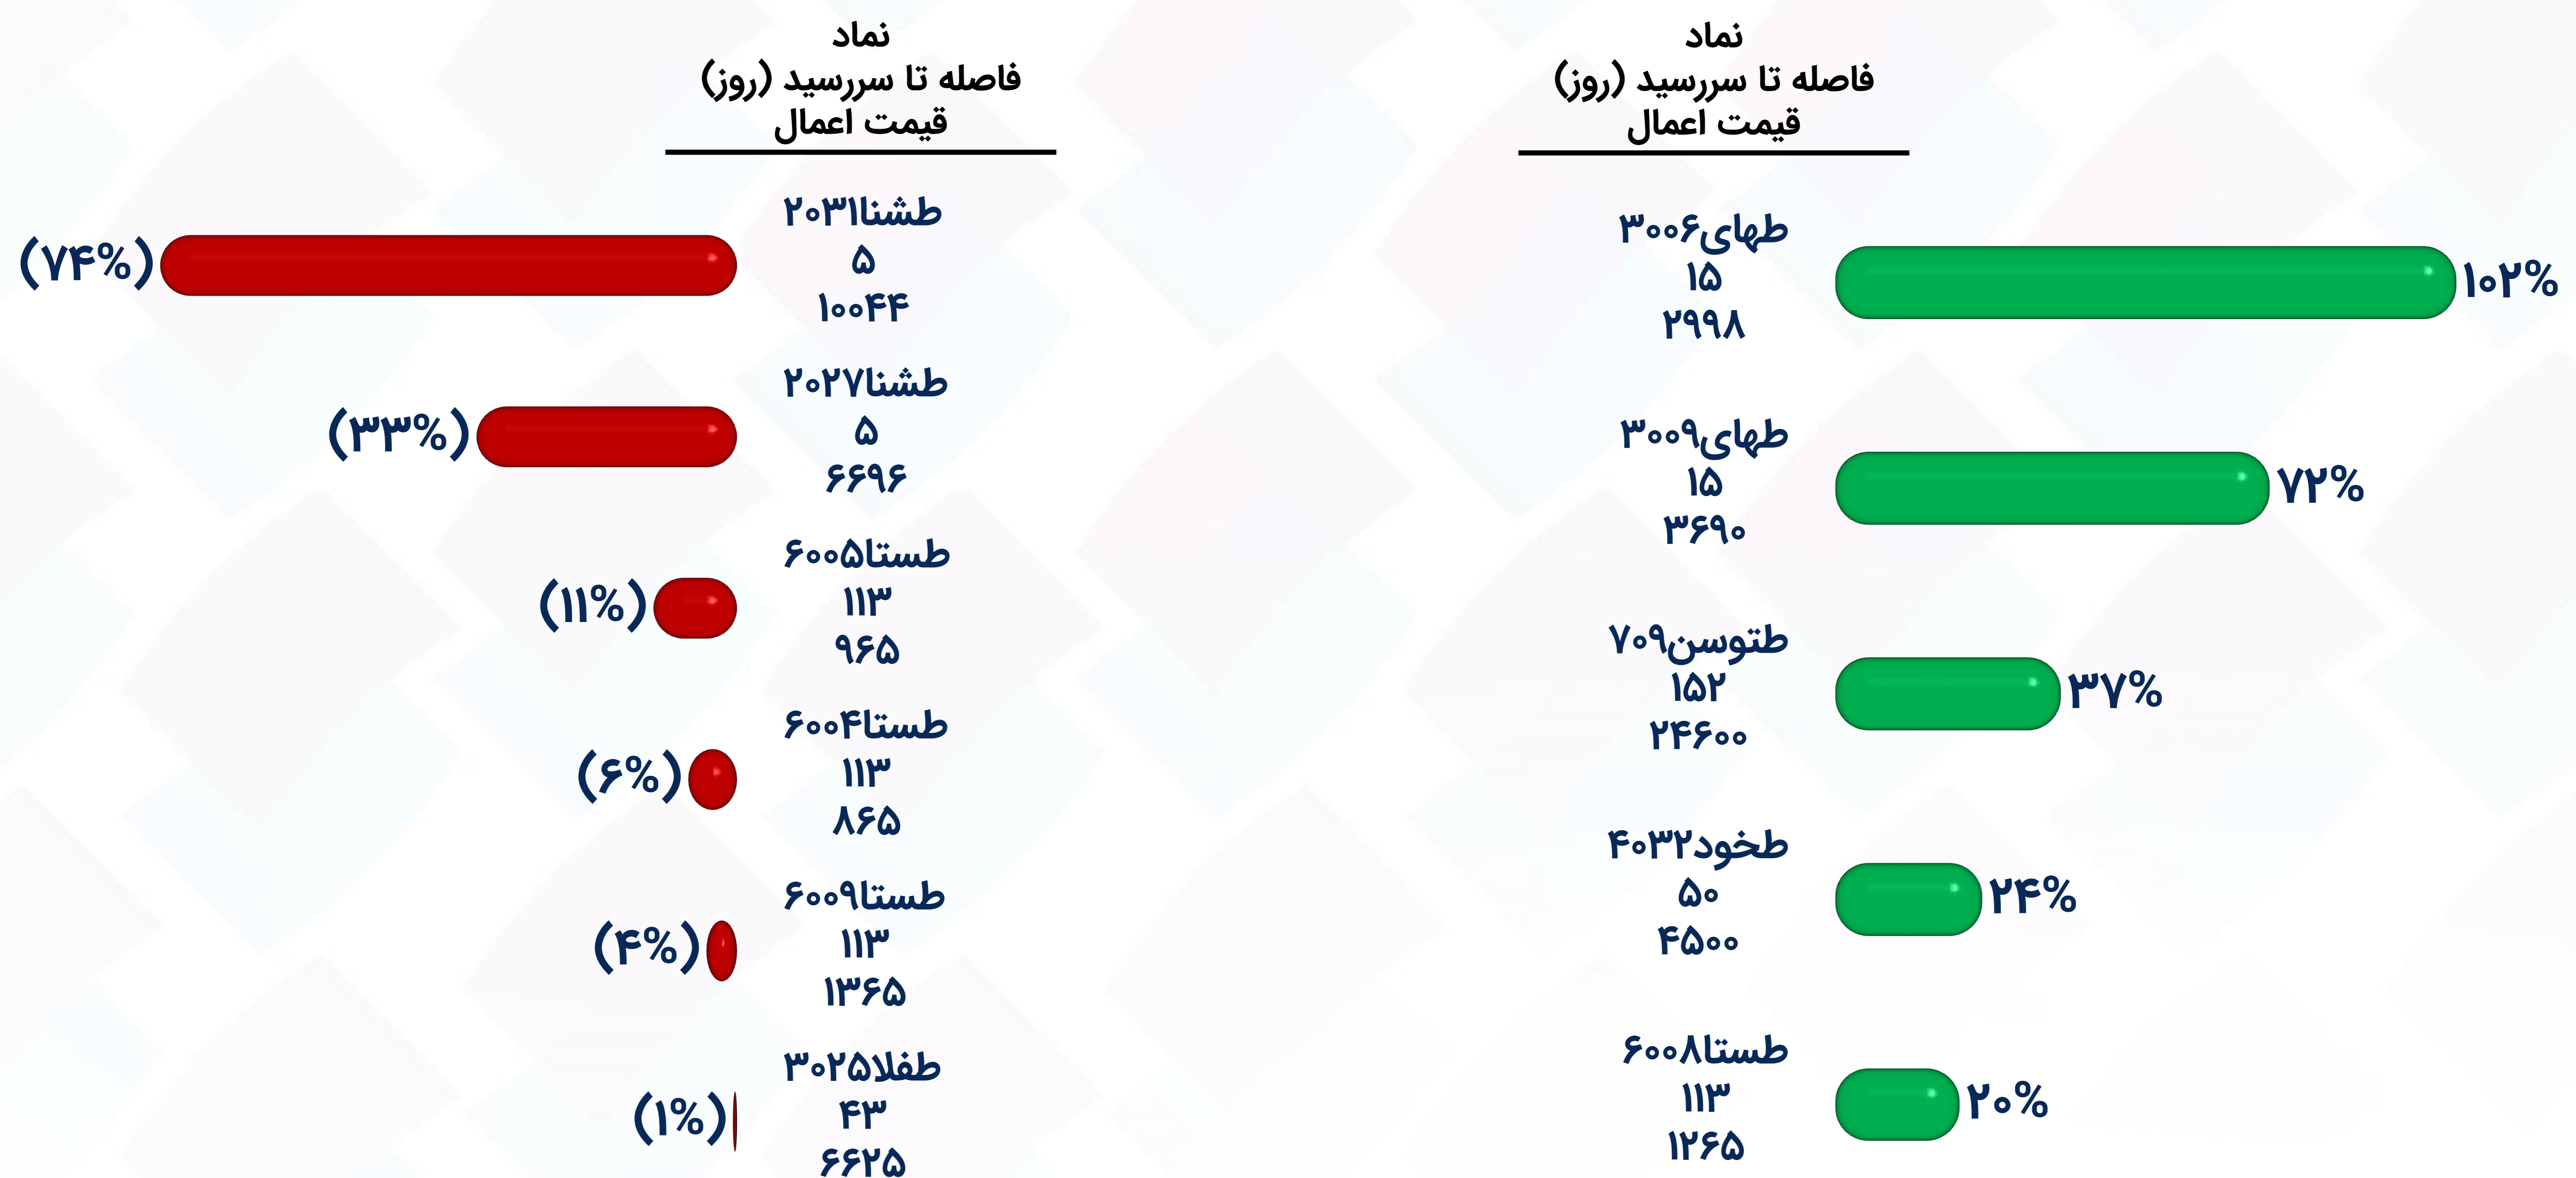 نماد
فاصله تا سررسید (روز)
قیمت اعمال
طهای۳۰۰۶
۱۵
۲۹۹۸
۱۰۲%
طهای۳۰۰۹
۱۵
۳۶۹۰
۷۲%
طتوسن۷۰۹
۱۵۲
۲۴۶۰۰
۳۷%
طخود۴۰۳۲
۵۰
۴۵۰۰
۲۴%
طستا۶۰۰۸
۱۱۳
۱۲۶۵
۲۰%
نماد
فاصله تا سررسید (روز)
قیمت اعمال
طشنا۲۰۳۱
۵
۱۰۰۴۴
(۷۴%)
طشنا۲۰۲۷
۵
۶۶۹۶
(۳۳%)
طستا۶۰۰۵
۱۱۳
۹۶۵
(۱۱%)
طستا۶۰۰۴
۱۱۳
۸۶۵
(۶%)
طستا۶۰۰۹
۱۱۳
۱۳۶۵
(۴%)
طفلا۳۰۲۵
۴۳
۶۶۲۵
(۱%)